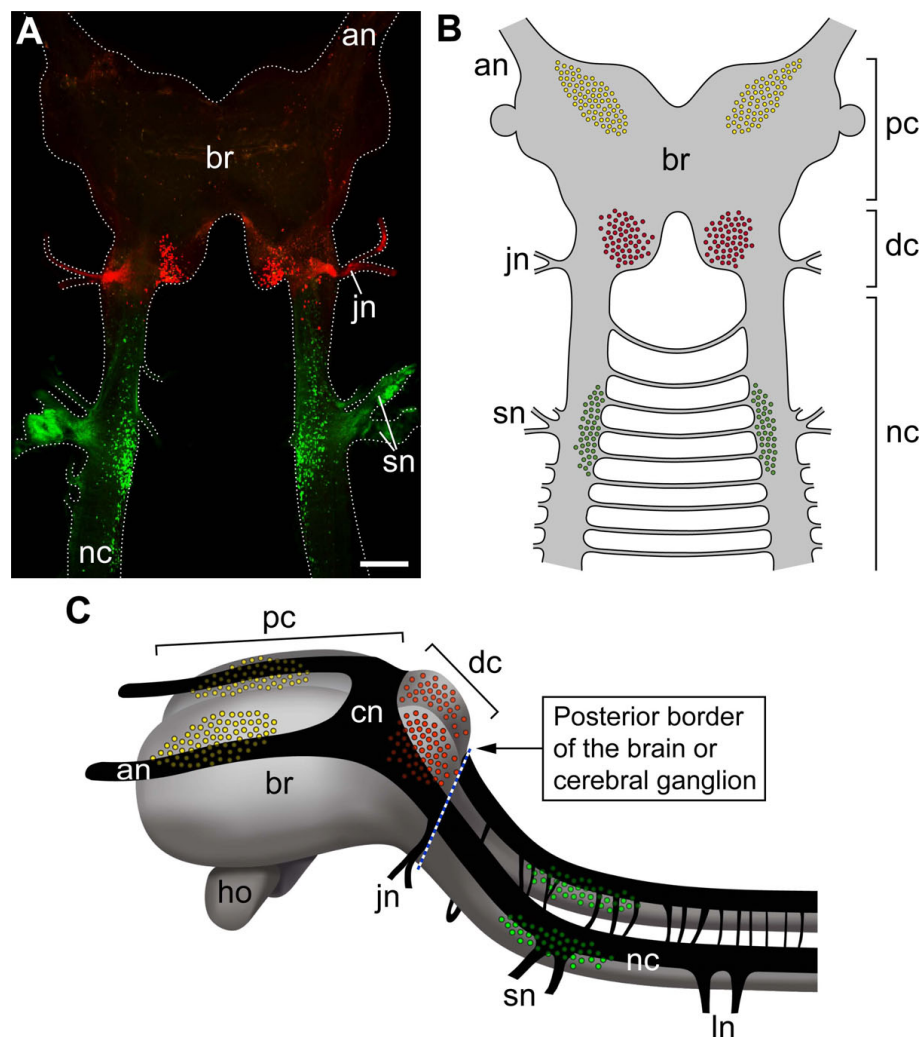 A
an
br
jn
sn
nc
B
an
pc
br
dc
jn
sn
nc
C
pc
dc
cn
Posterior border
of the brain or
cerebral ganglion
an
br
ho
jn
sn
nc
ln